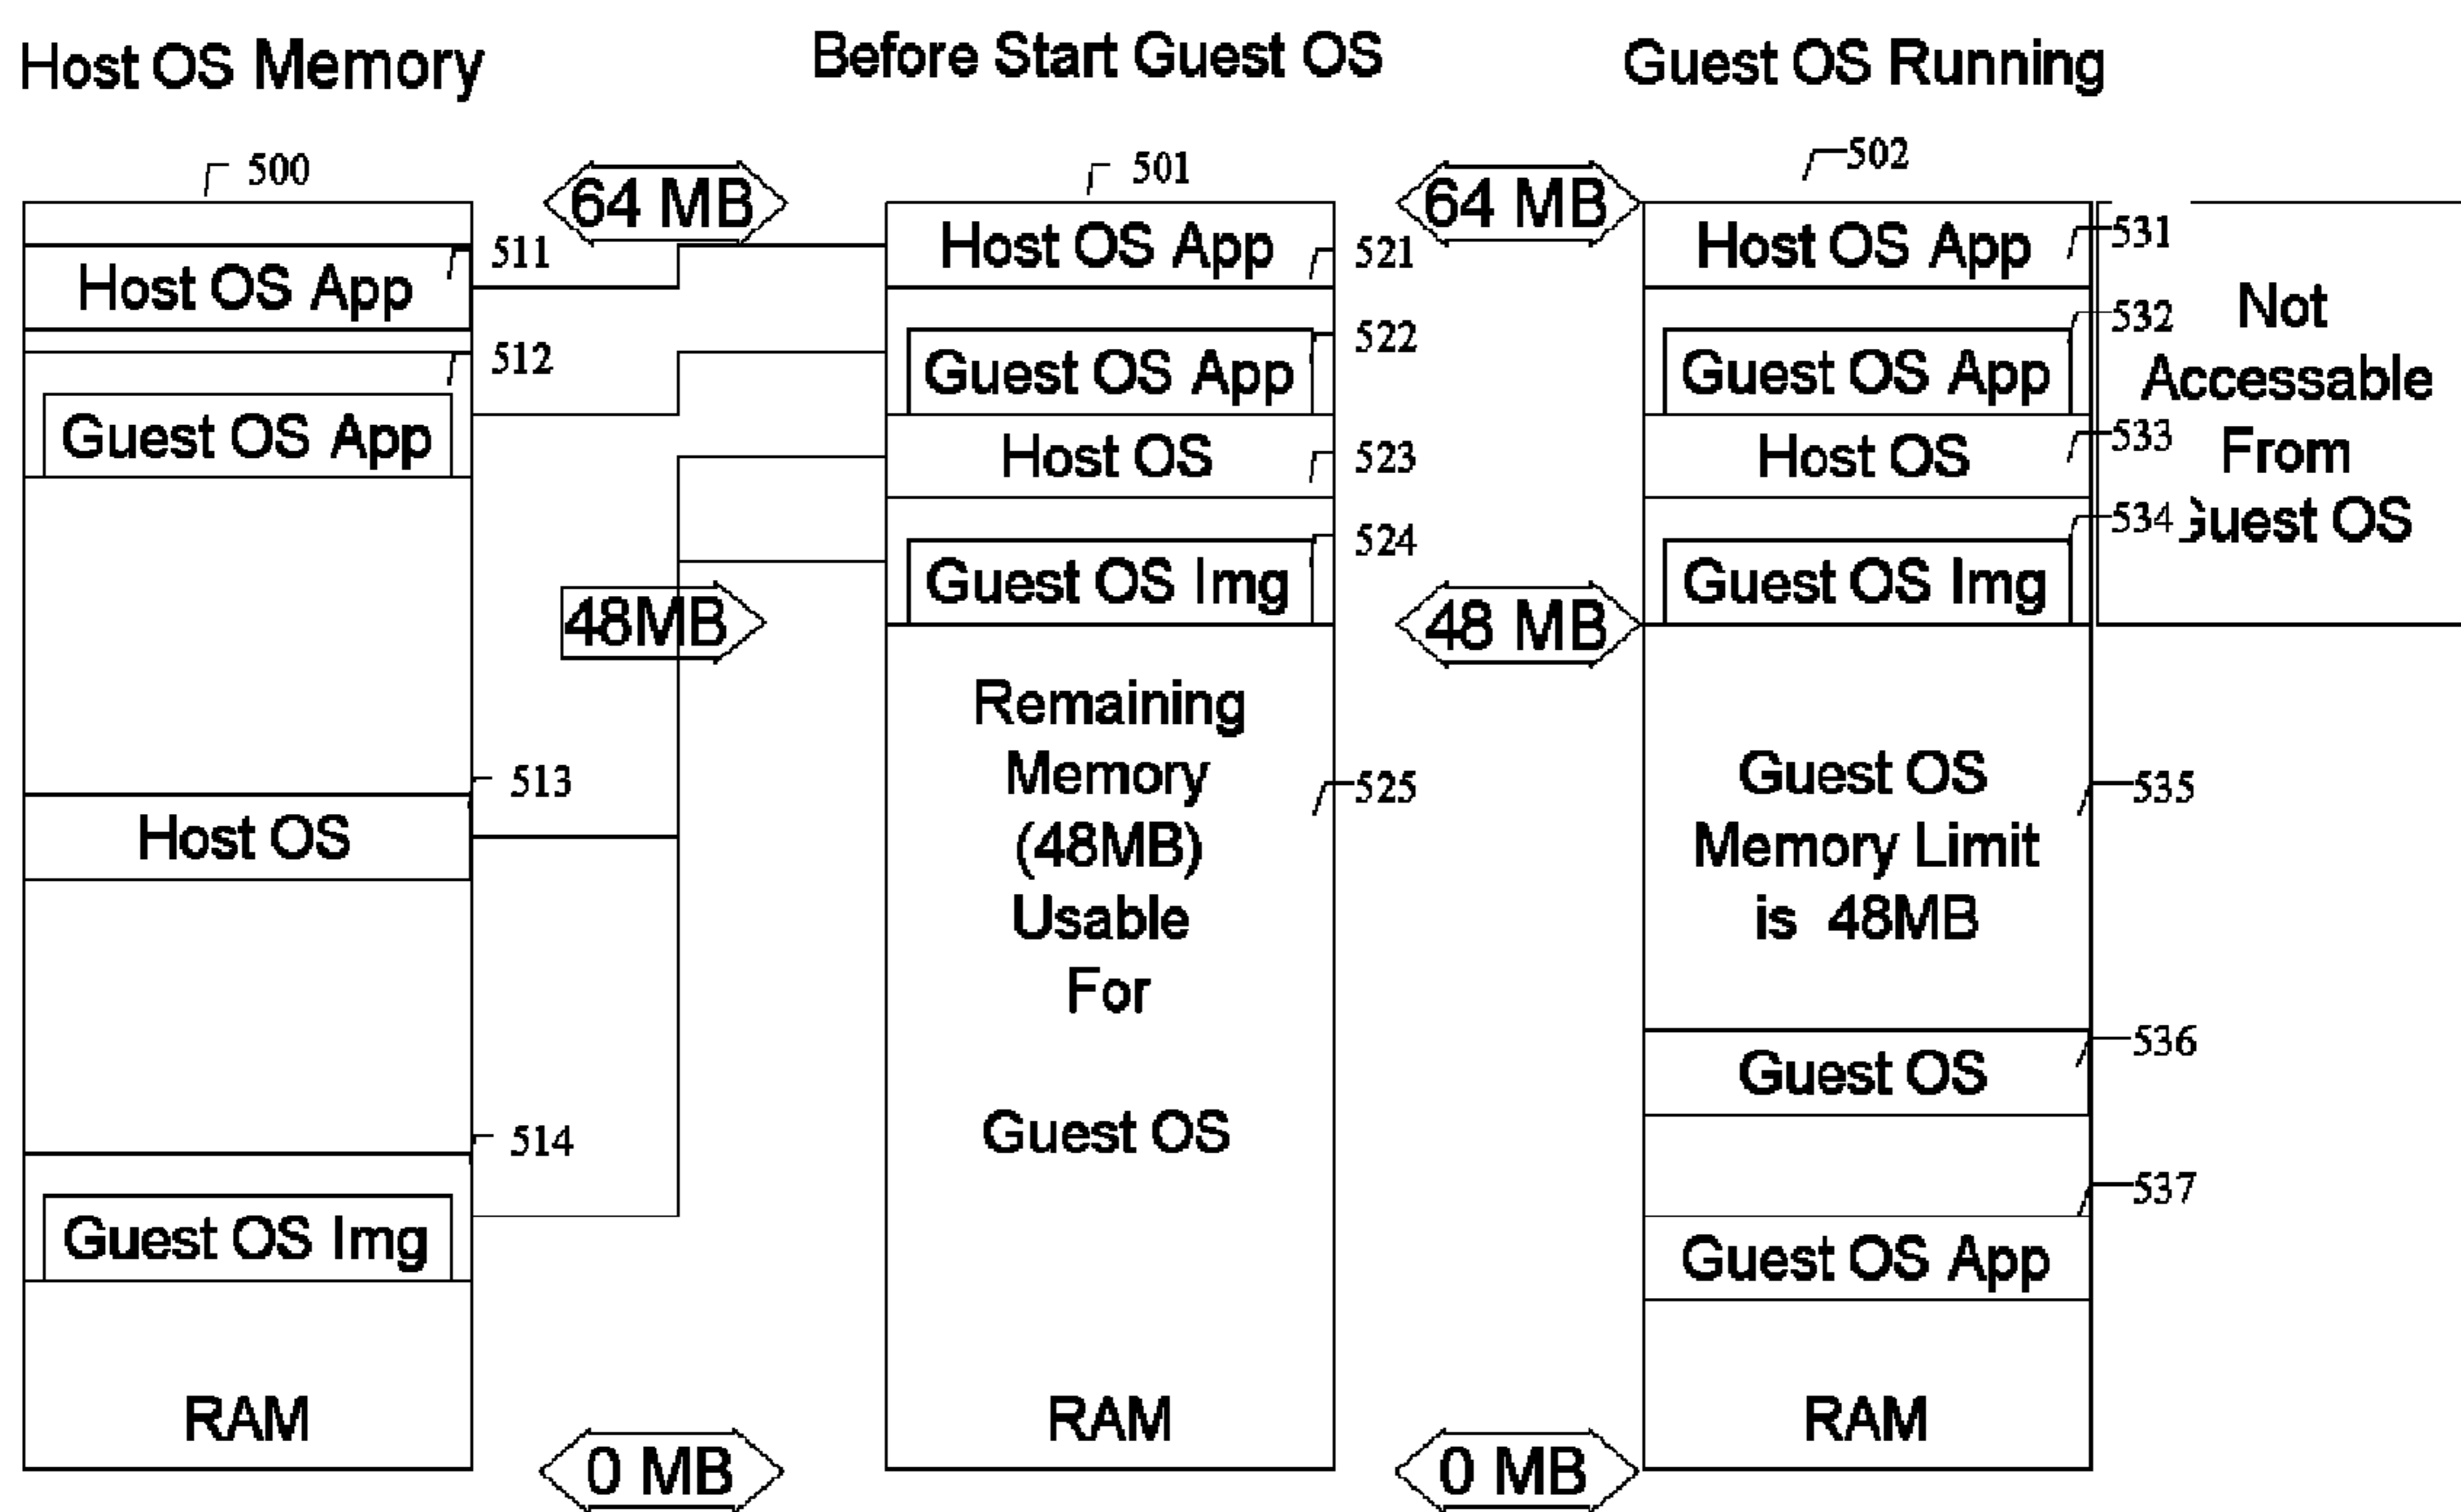 Host OS Memory
Before Start Guest OS
Guest OS Running
500
64 MB
501
64 MB
502
Host OS App
511
512
Guest OS App
48MB
513
Host OS
514
Guest OS Img
RAM
0 MB
Host OS App
521
522
Guest OS App
Host OS
523
524
Guest OS Img
48 MB
Remaining
Memory
(48MB)
Usable
For
Guest OS
525
RAM
0 MB
Host OS App
531
532
Guest OS App
Host OS
533
534
Guest OS Img
Not
Accessable
From
Guest OS
Guest OS
Memory Limit
is 48MB
535
536
Guest OS
537
Guest OS App
RAM